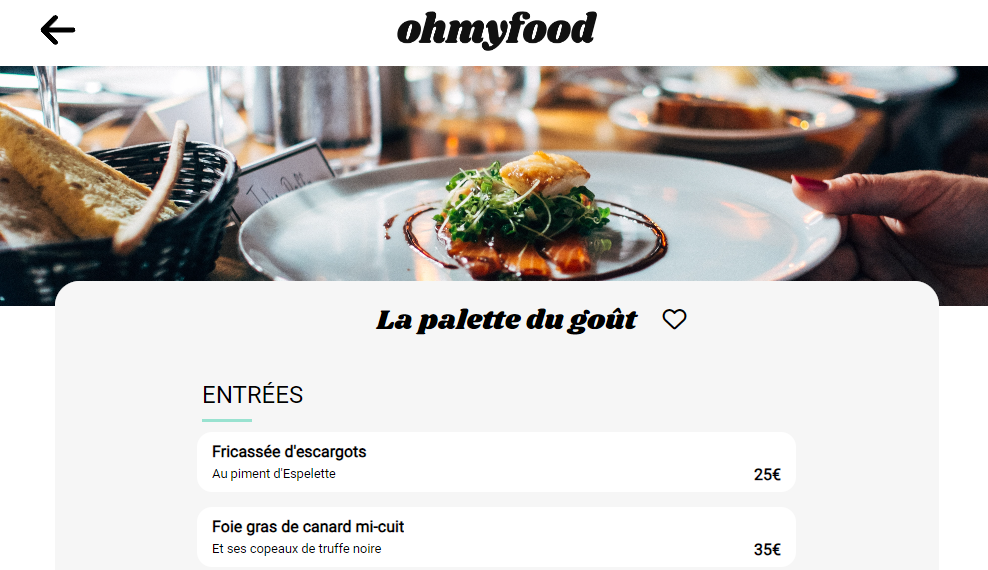 ohmyfood
La palette du goût
ENTRÉES
Fricassée d'escargots
Au piment d'Espelette
25€
Foie gras de canard mi-cuit
Et ses copeaux de truffe noire
35€